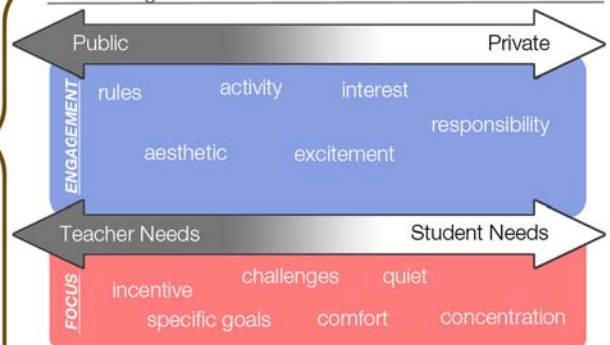 Public Private
ENGAGEMENT
rules activity interest
responsibility
aesthetic excitement
Teacher Needs Student Needs
FOCUS
incentive challenges quiet
specific goals comfort concentration